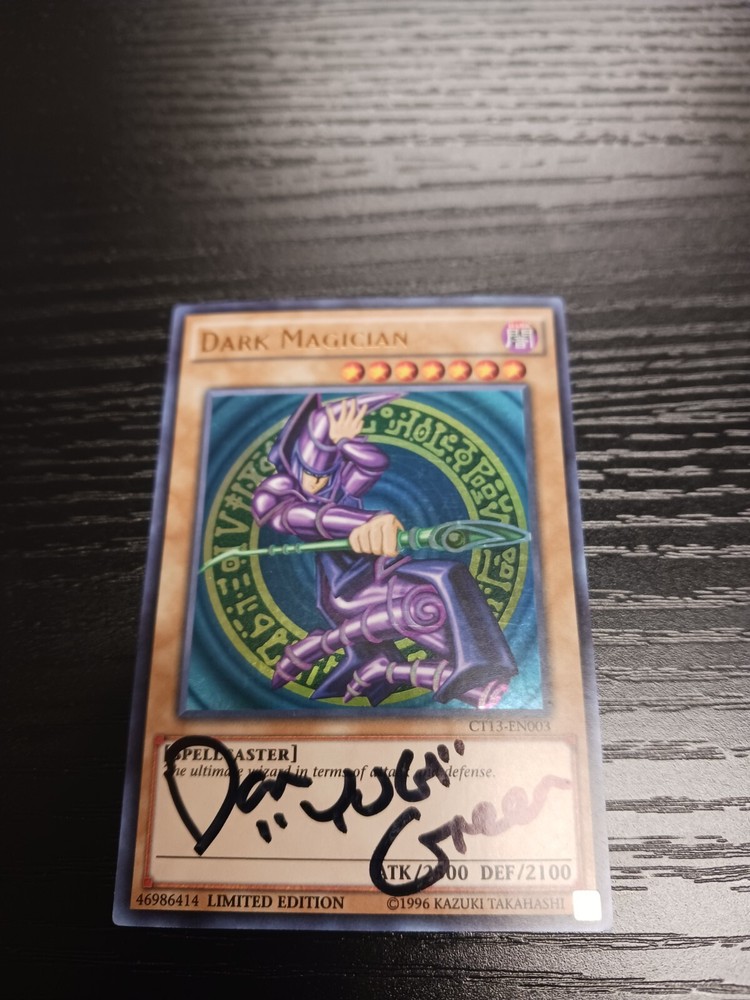 DARK MAGICIAN
闇
CT13-EN003
[SPELLCASTER]
The ultimate wizard in terms of attack and defense.
Dan "YUGI"
Green
ATK/2500 DEF/2100
46986414 LIMITED EDITION ©1996 KAZUKI TAKAHASHI